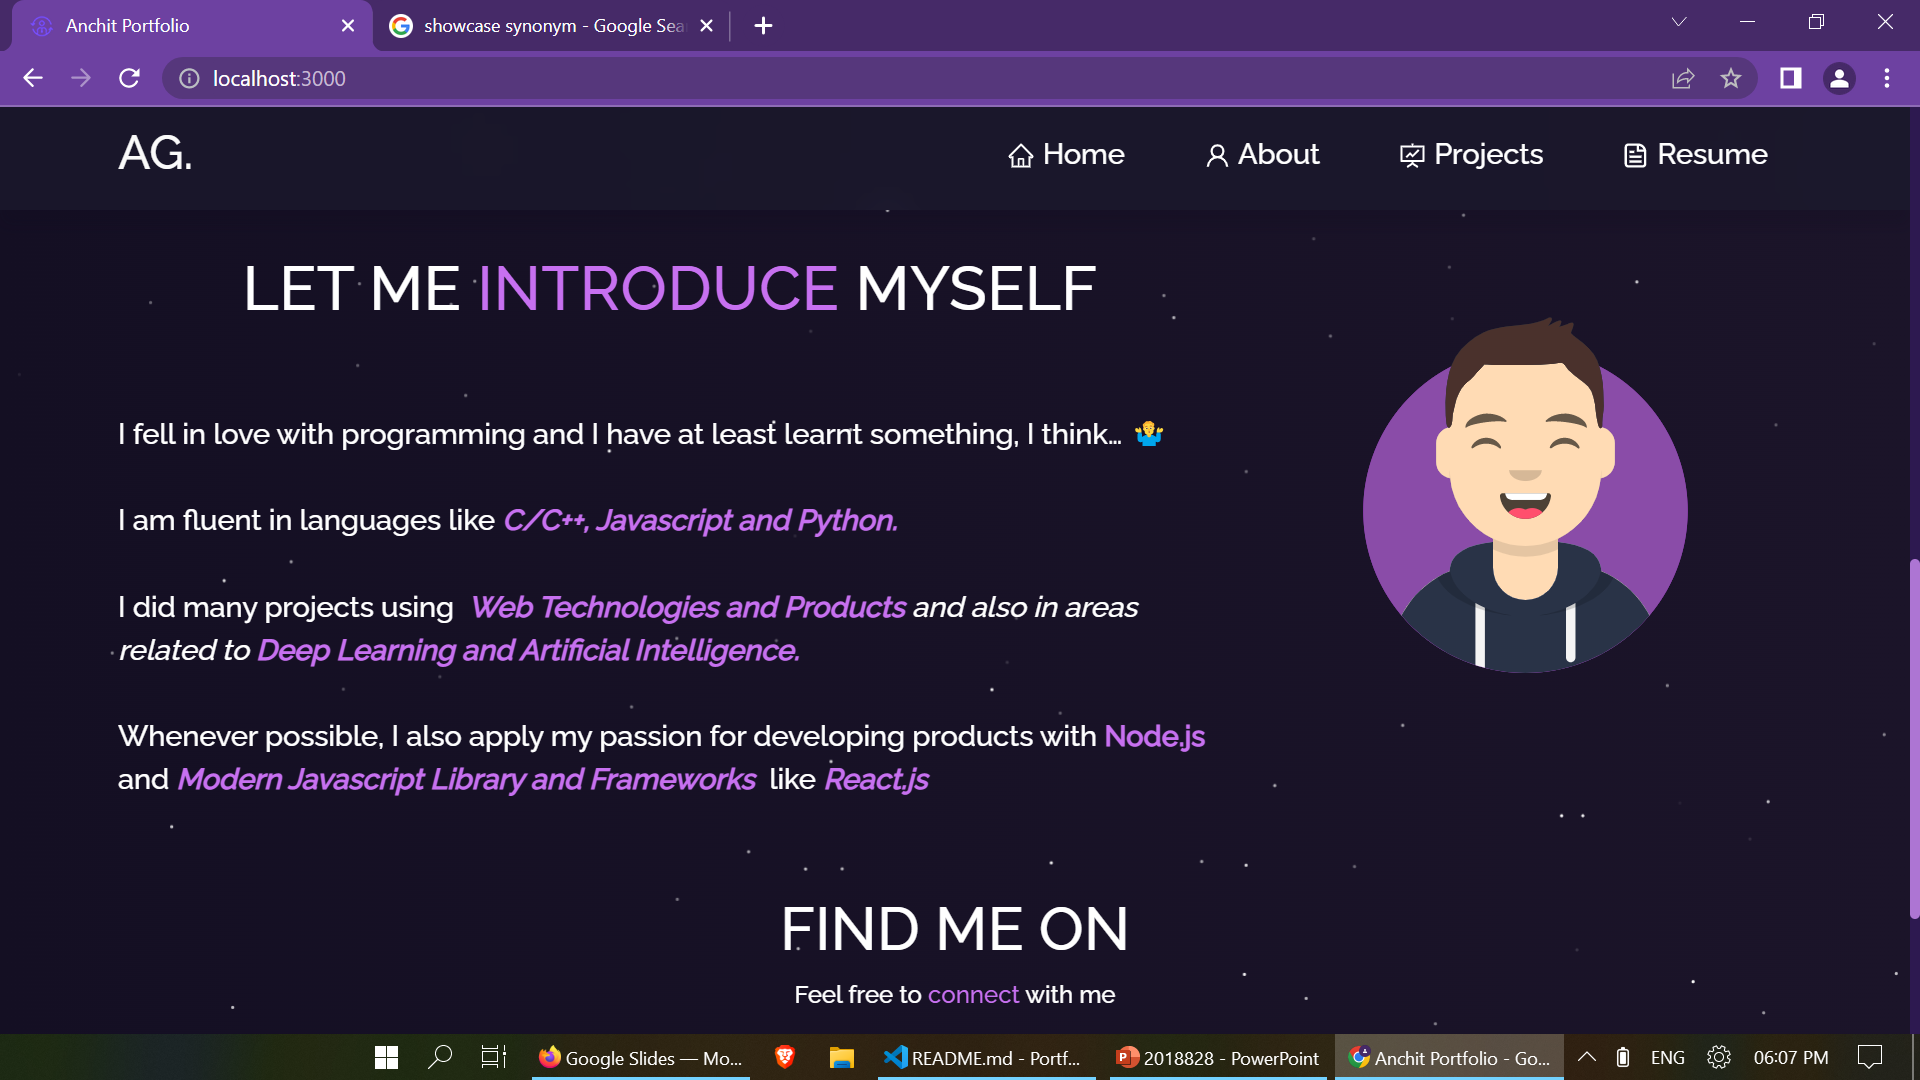 Anchit Portfolio
showcase synonym - Google Sea
localhost:3000
AG.
Home
About
Projects
Resume
LET ME INTRODUCE MYSELF
I fell in love with programming and I have at least learnt something, I think… 🤷‍♂️
I am fluent in languages like C/C++, Javascript and Python.
I did many projects using Web Technologies and Products and also in areas
related to Deep Learning and Artificial Intelligence.
Whenever possible, I also apply my passion for developing products with Node.js
and Modern Javascript Library and Frameworks like React.js
FIND ME ON
Feel free to connect with me
Google Slides — Mo...
README.md - Portf...
2018828 - PowerPoint
Anchit Portfolio - Go...
ENG
06:07 PM